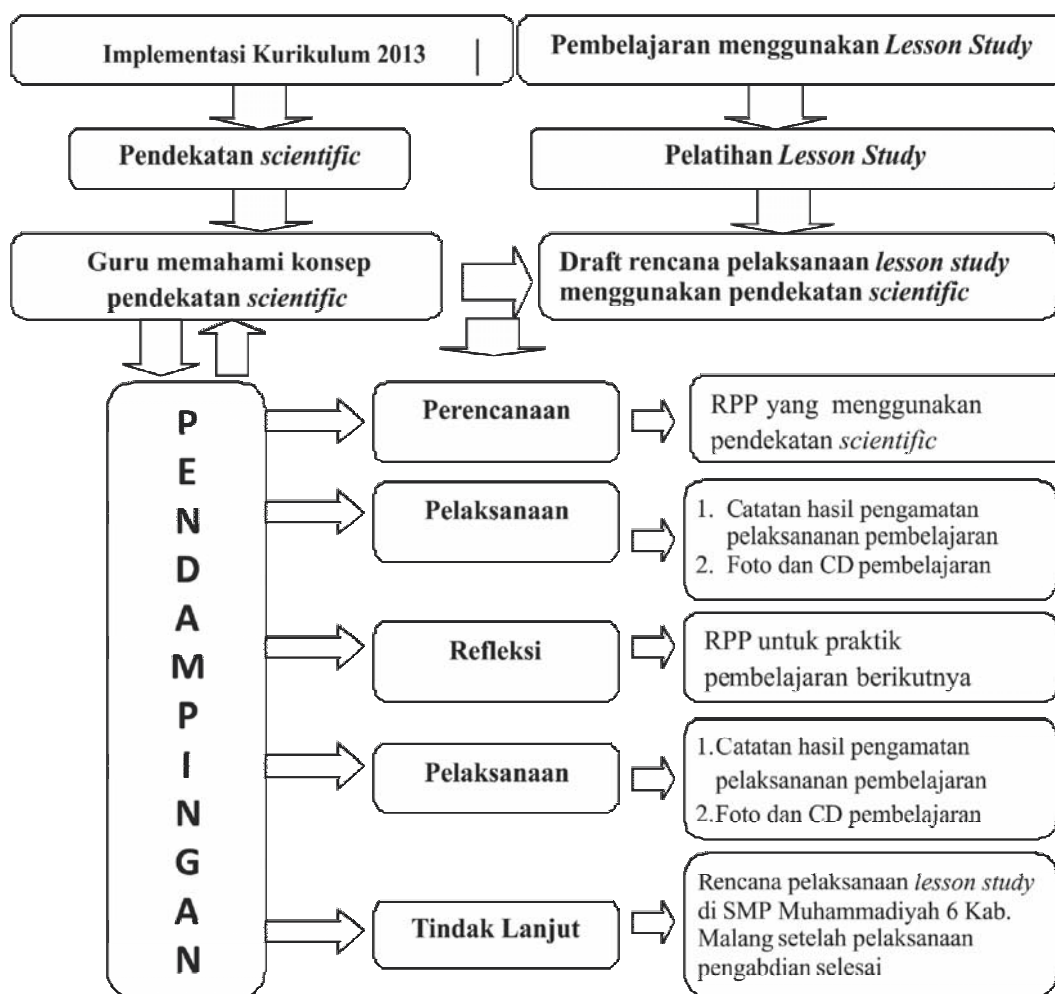 Implementasi Kurikulum 2013
Pembelajaran menggunakan Lesson Study
Pendekatan scientific
Pelatihan Lesson Study
Guru memahami konsep
pendekatan scientific
Draft rencana pelaksanaan lesson study
menggunakan pendekatan scientific
PENDAMPINGAN
Perencanaan
RPP yang menggunakan
pendekatan scientific
Pelaksanaan
1. Catatan hasil pengamatan
pelaksananan pembelajaran
2. Foto dan CD pembelajaran
Refleksi
RPP untuk praktik
pembelajaran berikutnya
Pelaksanaan
1.Catatan hasil pengamatan
pelaksananan pembelajaran
2.Foto dan CD pembelajaran
Tindak Lanjut
Rencana pelaksanaan lesson study
di SMP Muhammadiyah 6 Kab.
Malang setelah pelaksanaan
pengabdian selesai